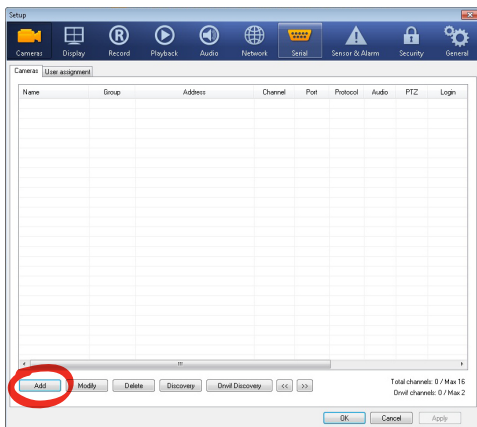 Setup
Cameras Display Record Playback Audio Network Serial Sensor & Alarm Security General
Cameras User assignment
Name Group Address Channel Port Protocol Audio PTZ Login
Add Modify Delete Discovery Onvif Discovery << >>
Total channels: 0 / Max 16
Onvif channels: 0 / Max 2
OK Cancel Apply